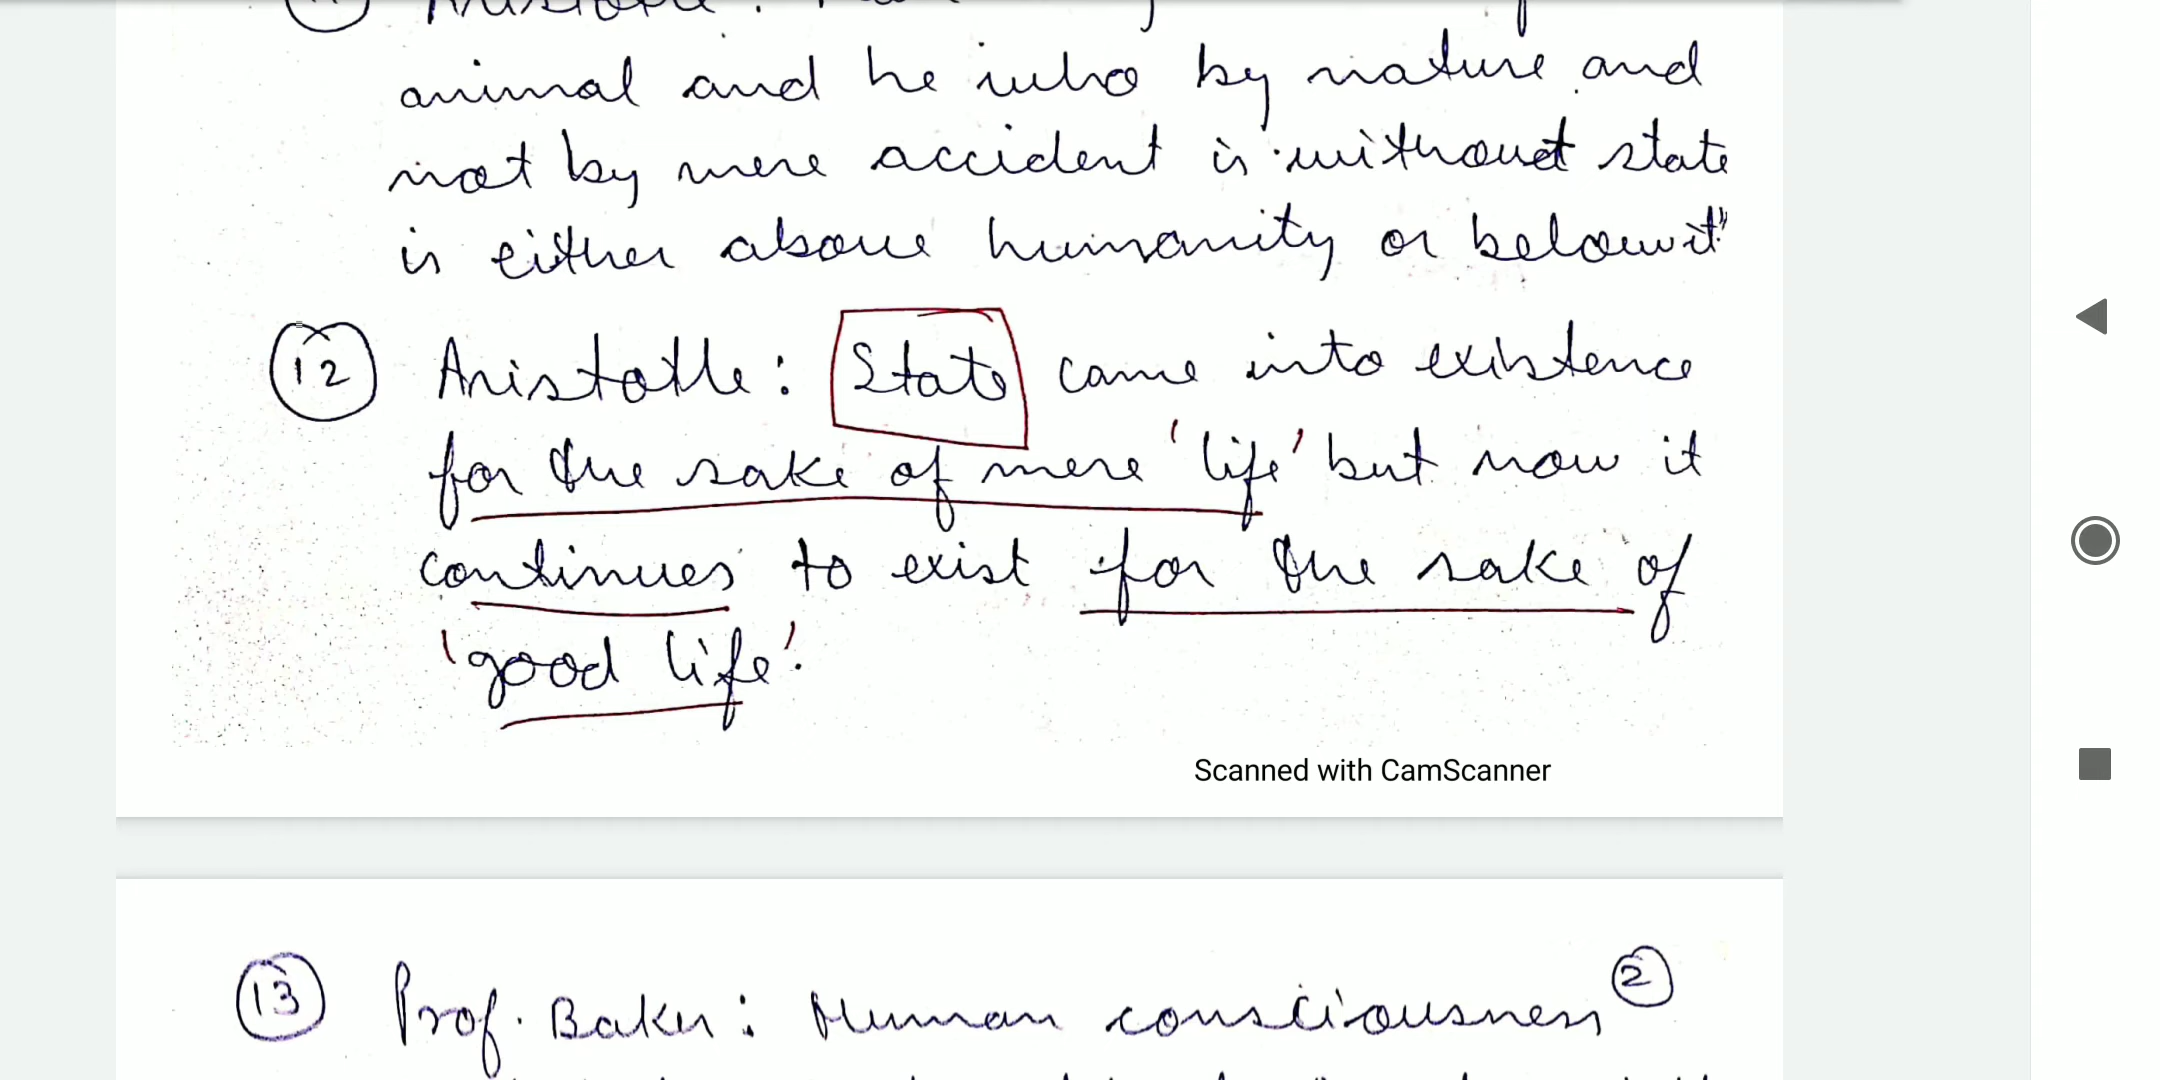 animal and he who by nature and
not by mere accident is without state
is either above humanity or below it"
12 Aristotle: State came into existence
for the sake of mere 'life' but now it
continues to exist for the sake of
'good life'.
Scanned with CamScanner
2
13 Prof. Baker: Human consciousness